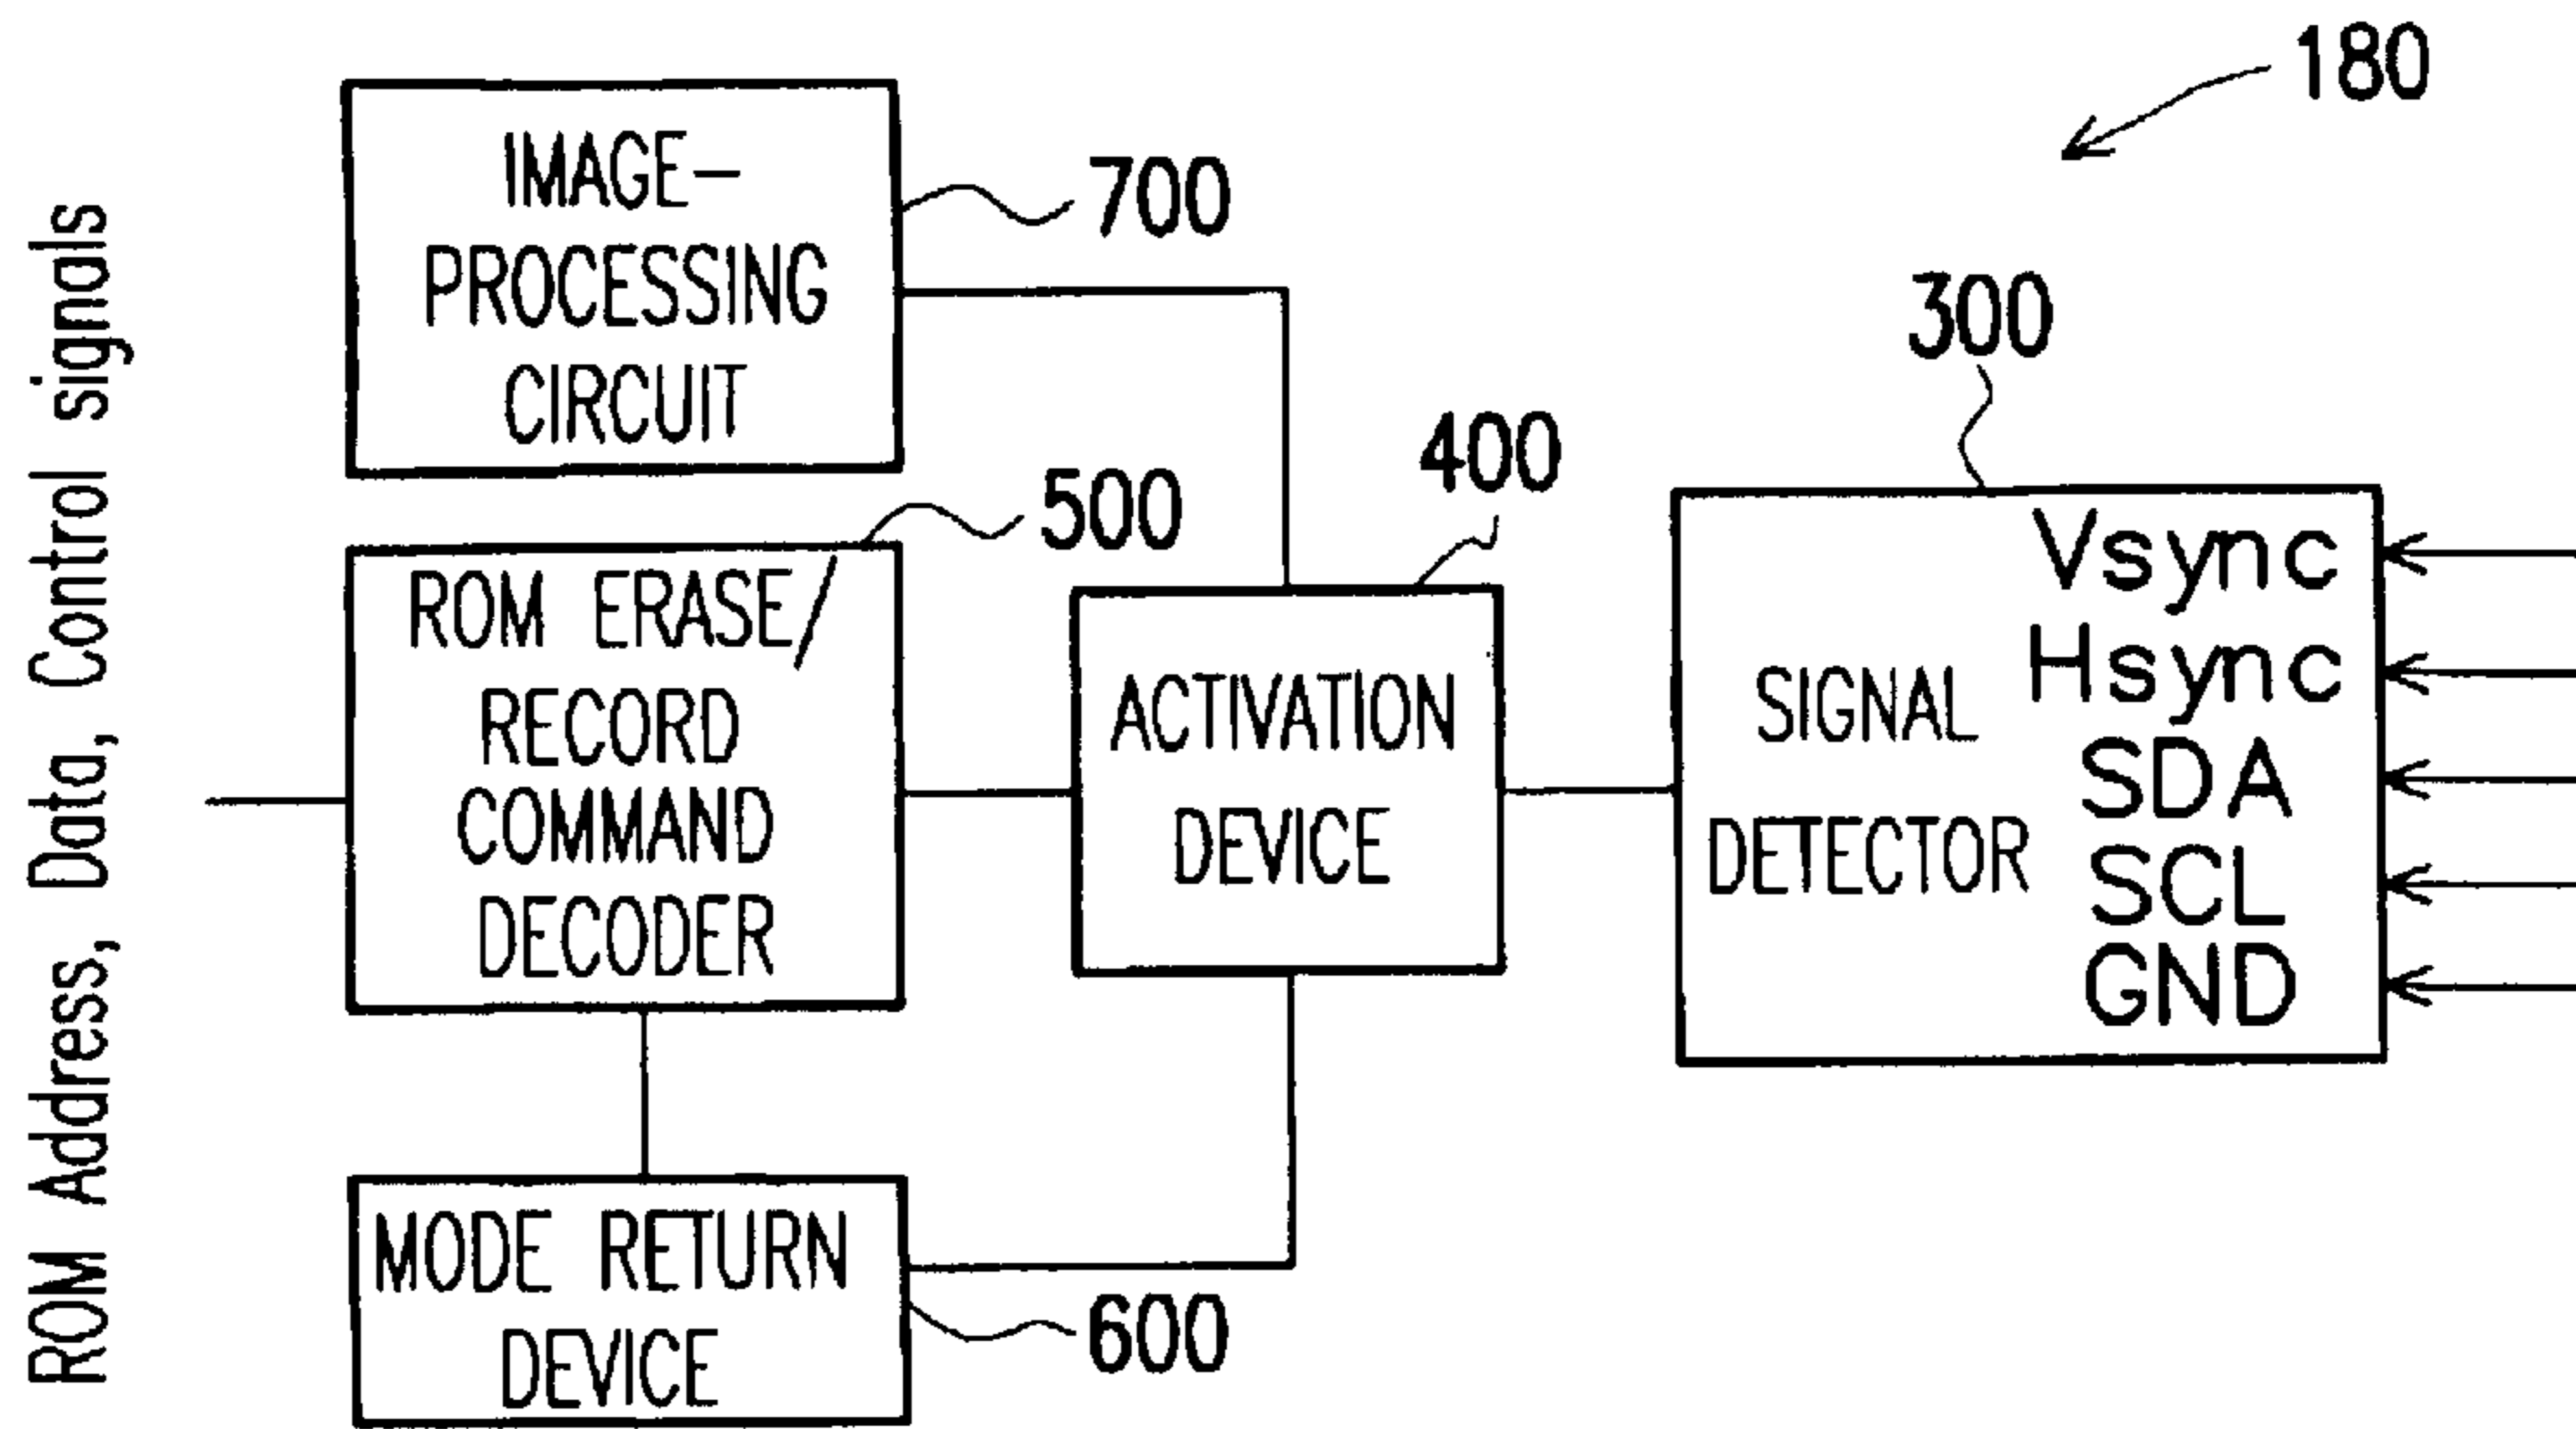 180
IMAGE-
PROCESSING
CIRCUIT
700
ROM Address, Data, Control signals
300
400
500
ROM ERASE/
RECORD
COMMAND
DECODER
ACTIVATION
DEVICE
SIGNAL
DETECTOR
Vsync
Hsync
SDA
SCL
GND
MODE RETURN
DEVICE
600